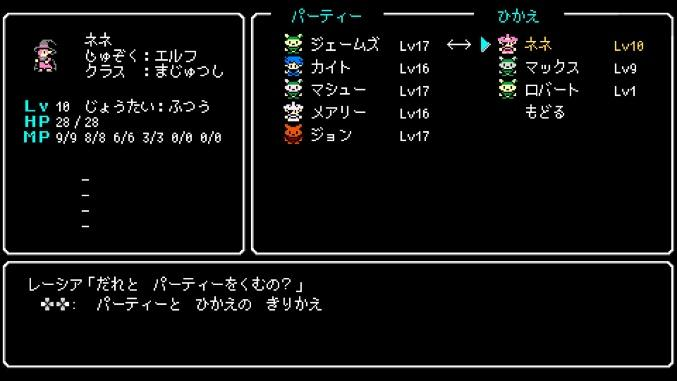 ネネ
しゅぞく：エルフ
クラス　：まじゅつし
Lv 10 じょうたい：ふつう
HP 28/28
MP 9/9 8/8 6/6 3/3 0/0 0/0
–
–
–
–
パーティー
ジェームズ Lv17 ↔
カイト Lv16
マシュー Lv17
メアリー Lv16
ジョン Lv17
ひかえ
ネネ Lv10
マックス Lv9
ロバート Lv1
もどる
レーシア「だれと　パーティーをくむの？」
： パーティーと　ひかえの　きりかえ